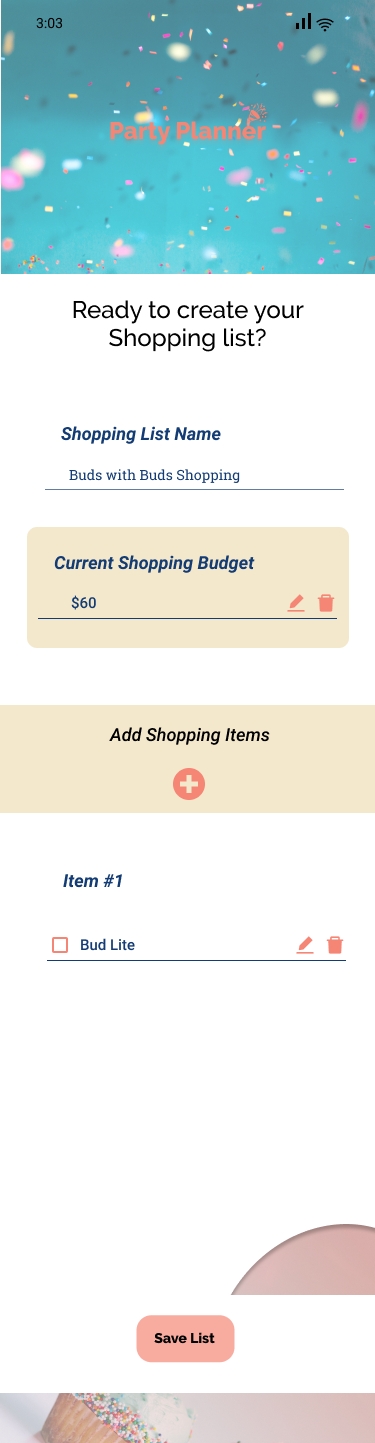 3:03
Party Planner
Ready to create your
Shopping list?
Shopping List Name
Buds with Buds Shopping
Current Shopping Budget
$60
Add Shopping Items
Item #1
Bud Lite
Save List